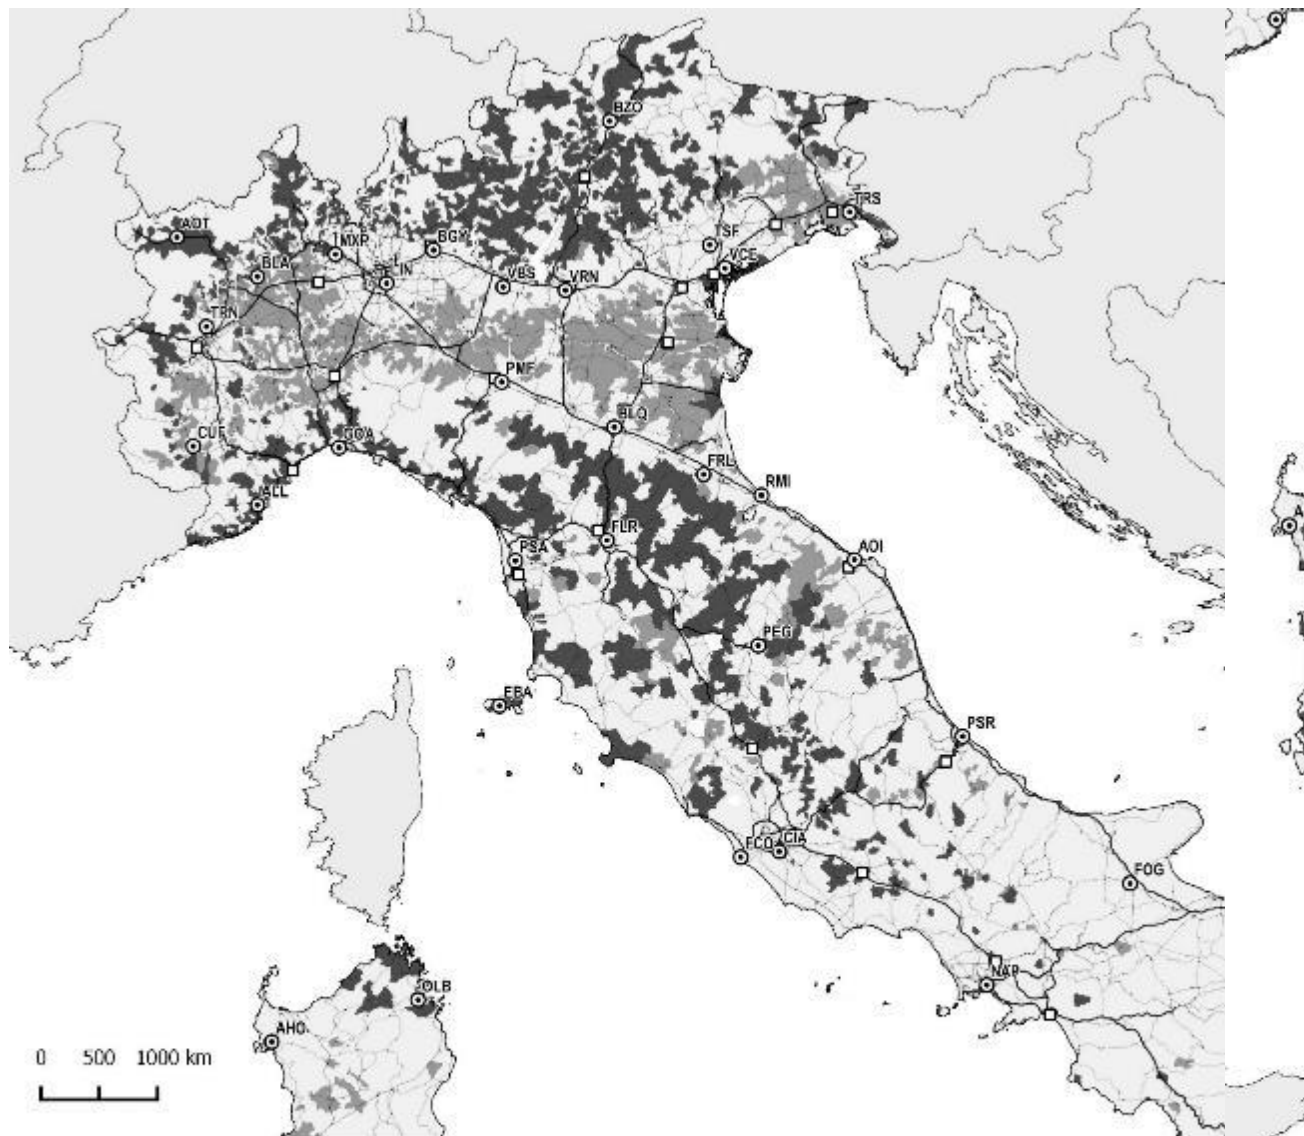 BZO
AOT
TRS
TSF
MXP
BGY
VCE
BLA
LIN
VBS
VRN
TRN
PMF
BLQ
CUF
GOA
FRL
RMI
ALL
FLR
PSA
AOI
PEG
EBA
PSR
FCO
CIA
FOG
NAP
OLB
AHO
0 500 1000 km
A